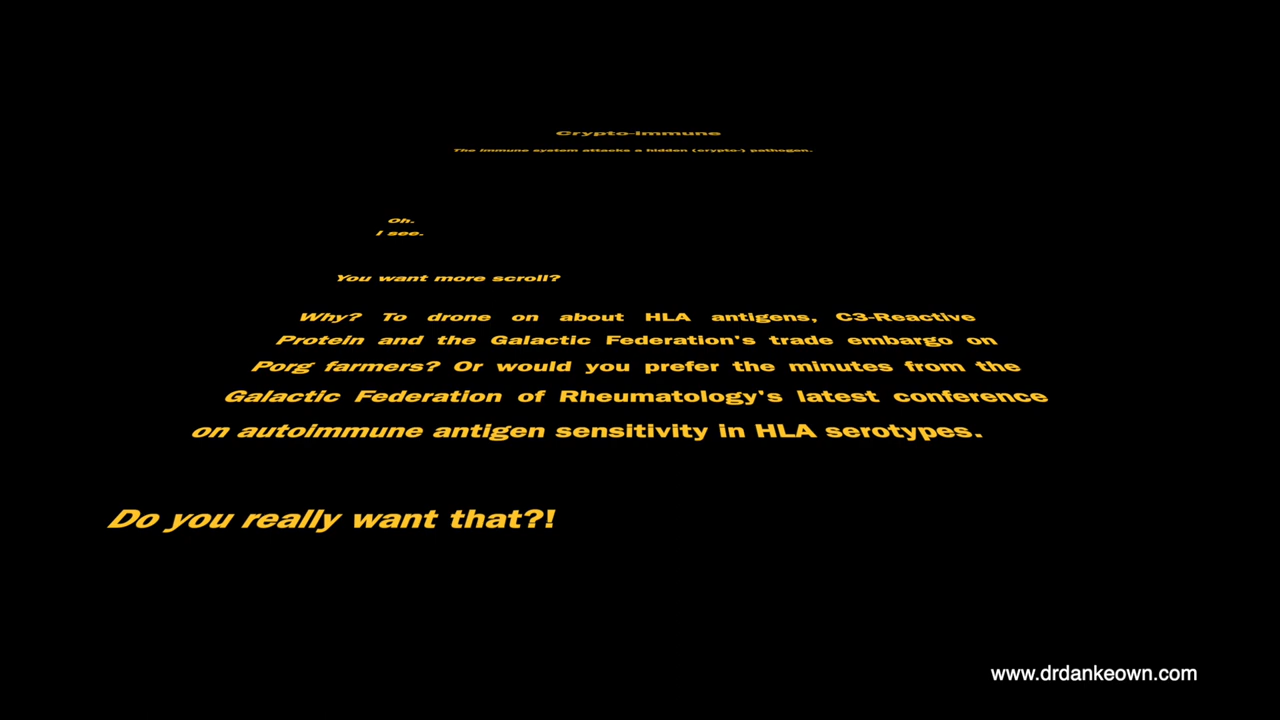 Crypto-Immune
The immune system attacks a hidden (crypto-) pathogen.
Oh.
I see.
You want more scroll?
Why? To drone on about HLA antigens, C3-Reactive
Protein and the Galactic Federation's trade embargo on
Porg farmers? Or would you prefer the minutes from the
Galactic Federation of Rheumatology's latest conference
on autoimmune antigen sensitivity in HLA serotypes.
Do you really want that?!
www.drdankeown.com